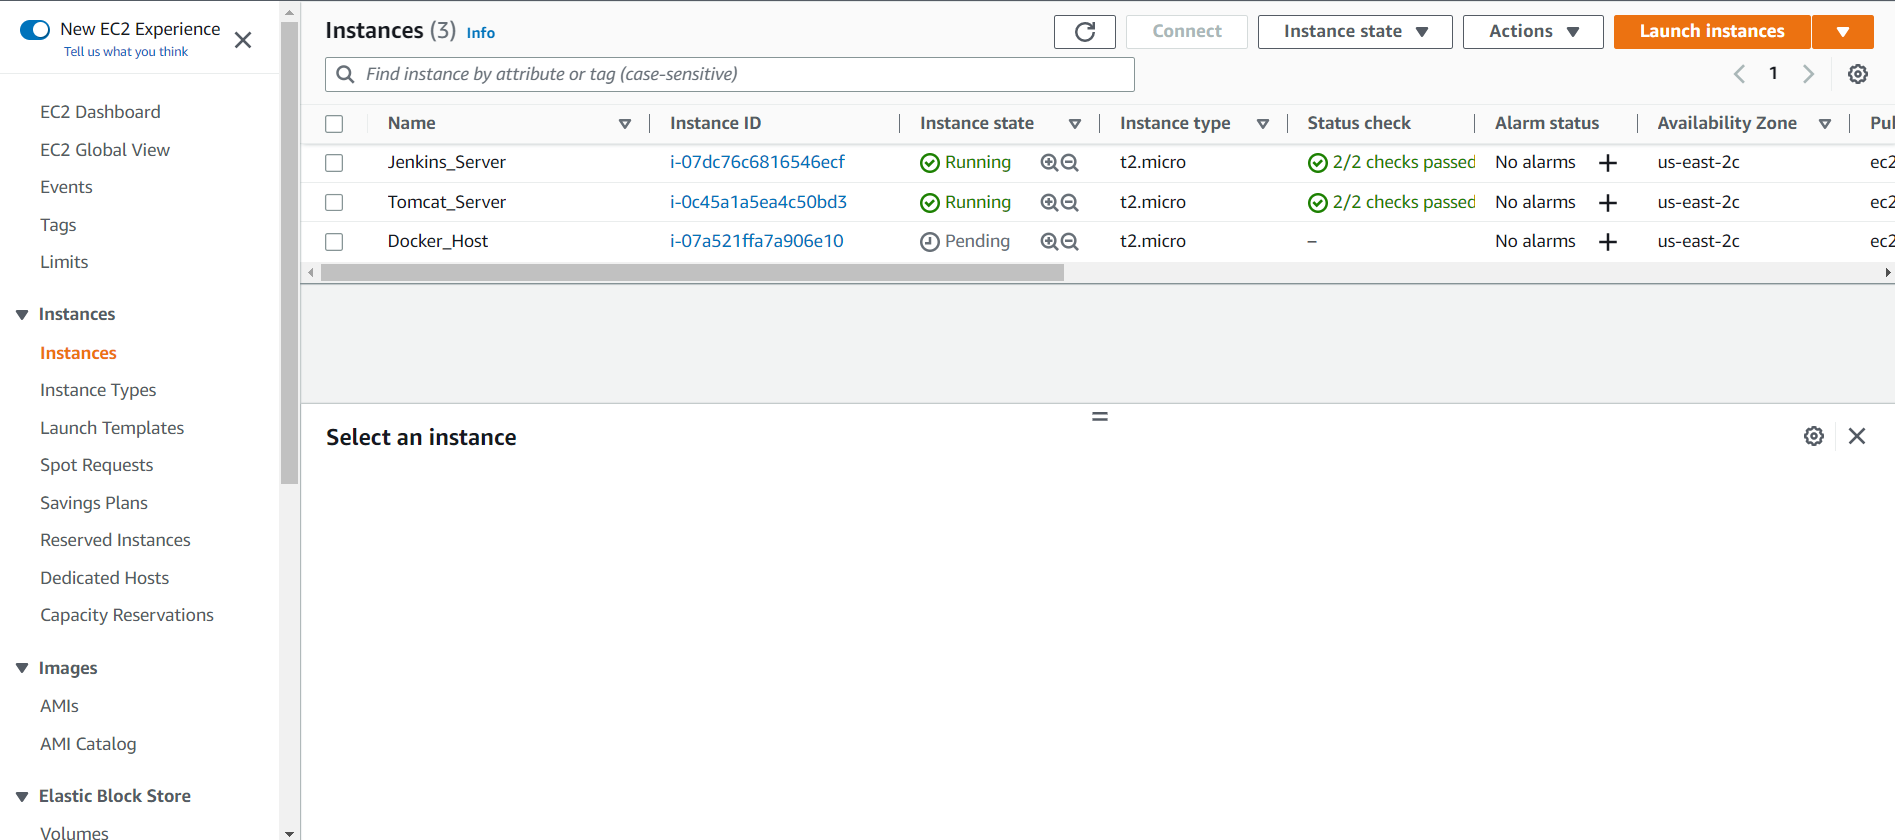 New EC2 Experience
Tell us what you think
EC2 Dashboard
EC2 Global View
Events
Tags
Limits
Instances
Instances
Instance Types
Launch Templates
Spot Requests
Savings Plans
Reserved Instances
Dedicated Hosts
Capacity Reservations
Images
AMIs
AMI Catalog
Elastic Block Store
Volumes
Instances (3) Info
Connect
Instance state
Actions
Launch instances
Find instance by attribute or tag (case-sensitive)
1
Name Instance ID Instance state Instance type Status check Alarm status Availability Zone Pu
Jenkins_Server i-07dc76c6816546ecf Running t2.micro 2/2 checks passed No alarms + us-east-2c ec2
Tomcat_Server i-0c45a1a5ea4c50bd3 Running t2.micro 2/2 checks passed No alarms + us-east-2c ec2
Docker_Host i-07a521ffa7a906e10 Pending t2.micro – No alarms + us-east-2c ec2
Select an instance